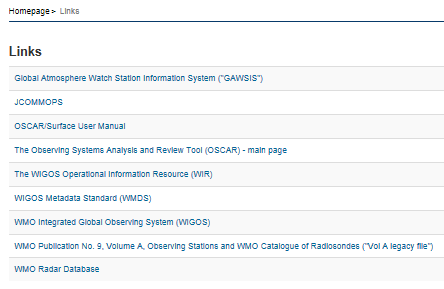 Homepage > Links
Links
Global Atmosphere Watch Station Information System ("GAWSIS")
JCOMMOPS
OSCAR/Surface User Manual
The Observing Systems Analysis and Review Tool (OSCAR) - main page
The WIGOS Operational Information Resource (WIR)
WIGOS Metadata Standard (WMDS)
WMO Integrated Global Observing System (WIGOS)
WMO Publication No. 9, Volume A, Observing Stations and WMO Catalogue of Radiosondes ("Vol A legacy file")
WMO Radar Database